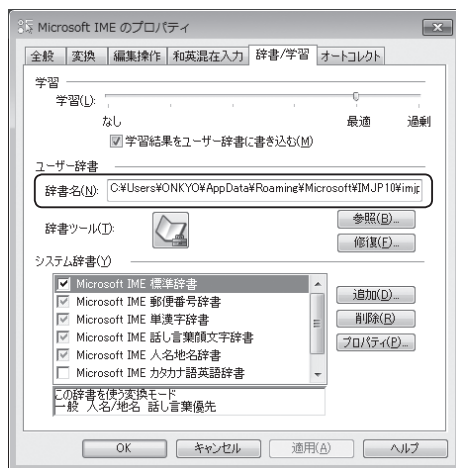 Microsoft IME のプロパティ
全般 変換 編集操作 和英混在入力 辞書/学習 オートコレクト
学習
学習(L):
なし 最適 過剰
学習結果をユーザー辞書に書き込む(M)
ユーザー辞書
辞書名(N): C:¥Users¥ONKYO¥AppData¥Roaming¥Microsoft¥IMJP10¥imjp
参照(B)...
辞書ツール(T):
修復(F)...
システム辞書(Y)
Microsoft IME 標準辞書
Microsoft IME 郵便番号辞書
追加(D)...
Microsoft IME 単漢字辞書
削除(R)
Microsoft IME 話し言葉顔文字辞書
プロパティ(P)...
Microsoft IME 人名地名辞書
Microsoft IME カタカナ語英語辞書
この辞書を使う変換モード
一般 人名/地名 話し言葉優先
OK キャンセル 適用(A) ヘルプ